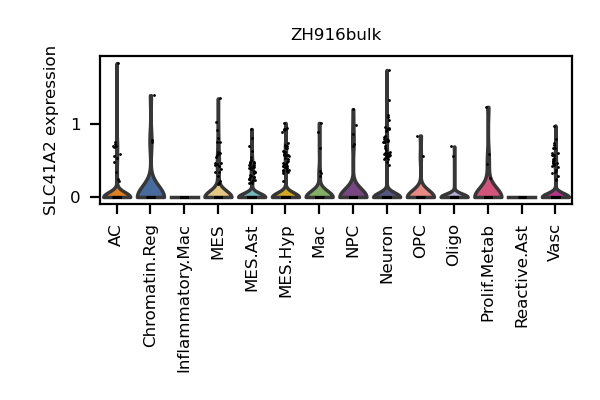 ZH916bulk
SLC41A2 expression
1
0
AC
Chromatin.Reg
Inflammatory.Mac
MES
MES.Ast
MES.Hyp
Mac
NPC
Neuron
OPC
Oligo
Prolif.Metab
Reactive.Ast
Vasc